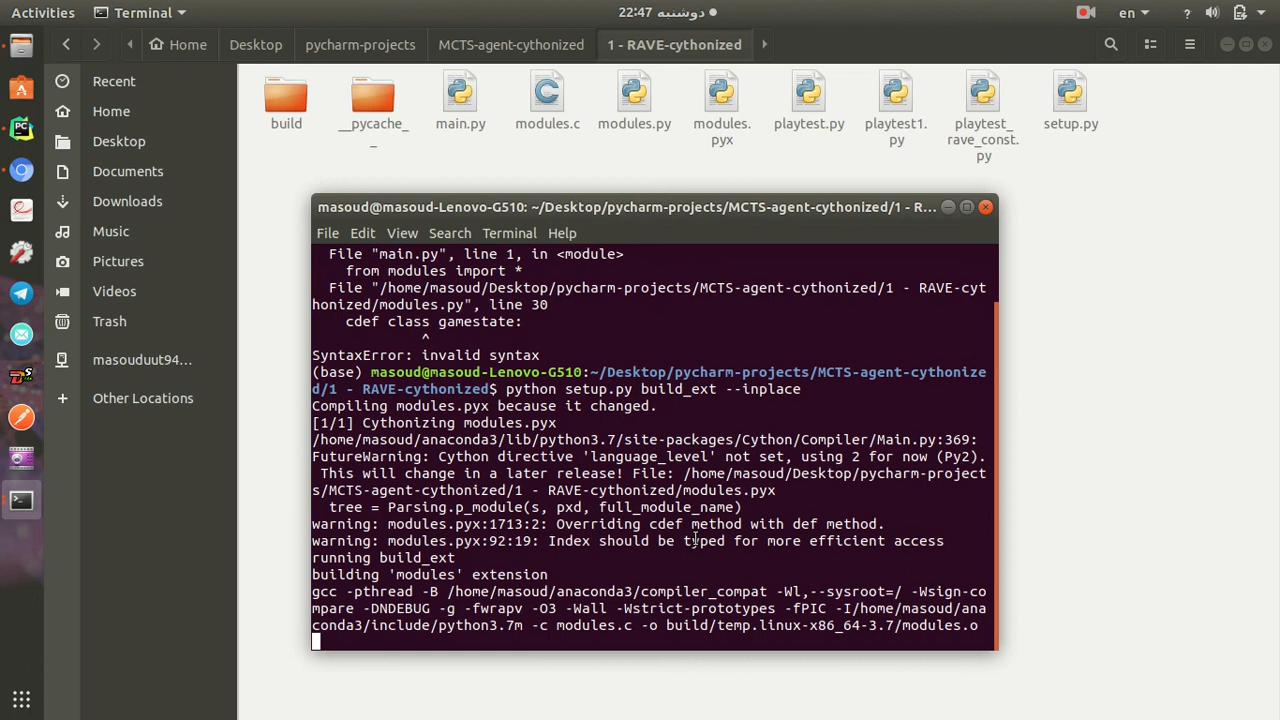 Activities
Terminal
دوشنبه 22:47
en
Home
Desktop
pycharm-projects
MCTS-agent-cythonized
1 - RAVE-cythonized
Recent
Home
Desktop
Documents
Downloads
Music
Pictures
Videos
Trash
masouduut94...
Other Locations
build
__pycache_
_
main.py
modules.c
modules.py
modules.
pyx
playtest.py
playtest1.
py
playtest_
rave_const.
py
setup.py
masoud@masoud-Lenovo-G510: ~/Desktop/pycharm-projects/MCTS-agent-cythonized/1 - R...
File Edit View Search Terminal Help
File "main.py", line 1, in <module>
from modules import *
File "/home/masoud/Desktop/pycharm-projects/MCTS-agent-cythonized/1 - RAVE-cyt
honized/modules.py", line 30
cdef class gamestate:
^
SyntaxError: invalid syntax
(base) masoud@masoud-Lenovo-G510:~/Desktop/pycharm-projects/MCTS-agent-cythonize
d/1 - RAVE-cythonized$ python setup.py build_ext --inplace
Compiling modules.pyx because it changed.
[1/1] Cythonizing modules.pyx
/home/masoud/anaconda3/lib/python3.7/site-packages/Cython/Compiler/Main.py:369:
FutureWarning: Cython directive 'language_level' not set, using 2 for now (Py2).
This will change in a later release! File: /home/masoud/Desktop/pycharm-project
s/MCTS-agent-cythonized/1 - RAVE-cythonized/modules.pyx
tree = Parsing.p_module(s, pxd, full_module_name)
warning: modules.pyx:1713:2: Overriding cdef method with def method.
warning: modules.pyx:92:19: Index should be typed for more efficient access
running build_ext
building 'modules' extension
gcc -pthread -B /home/masoud/anaconda3/compiler_compat -Wl,--sysroot=/ -Wsign-co
mpare -DNDEBUG -g -fwrapv -O3 -Wall -Wstrict-prototypes -fPIC -I/home/masoud/ana
conda3/include/python3.7m -c modules.c -o build/temp.linux-x86_64-3.7/modules.o